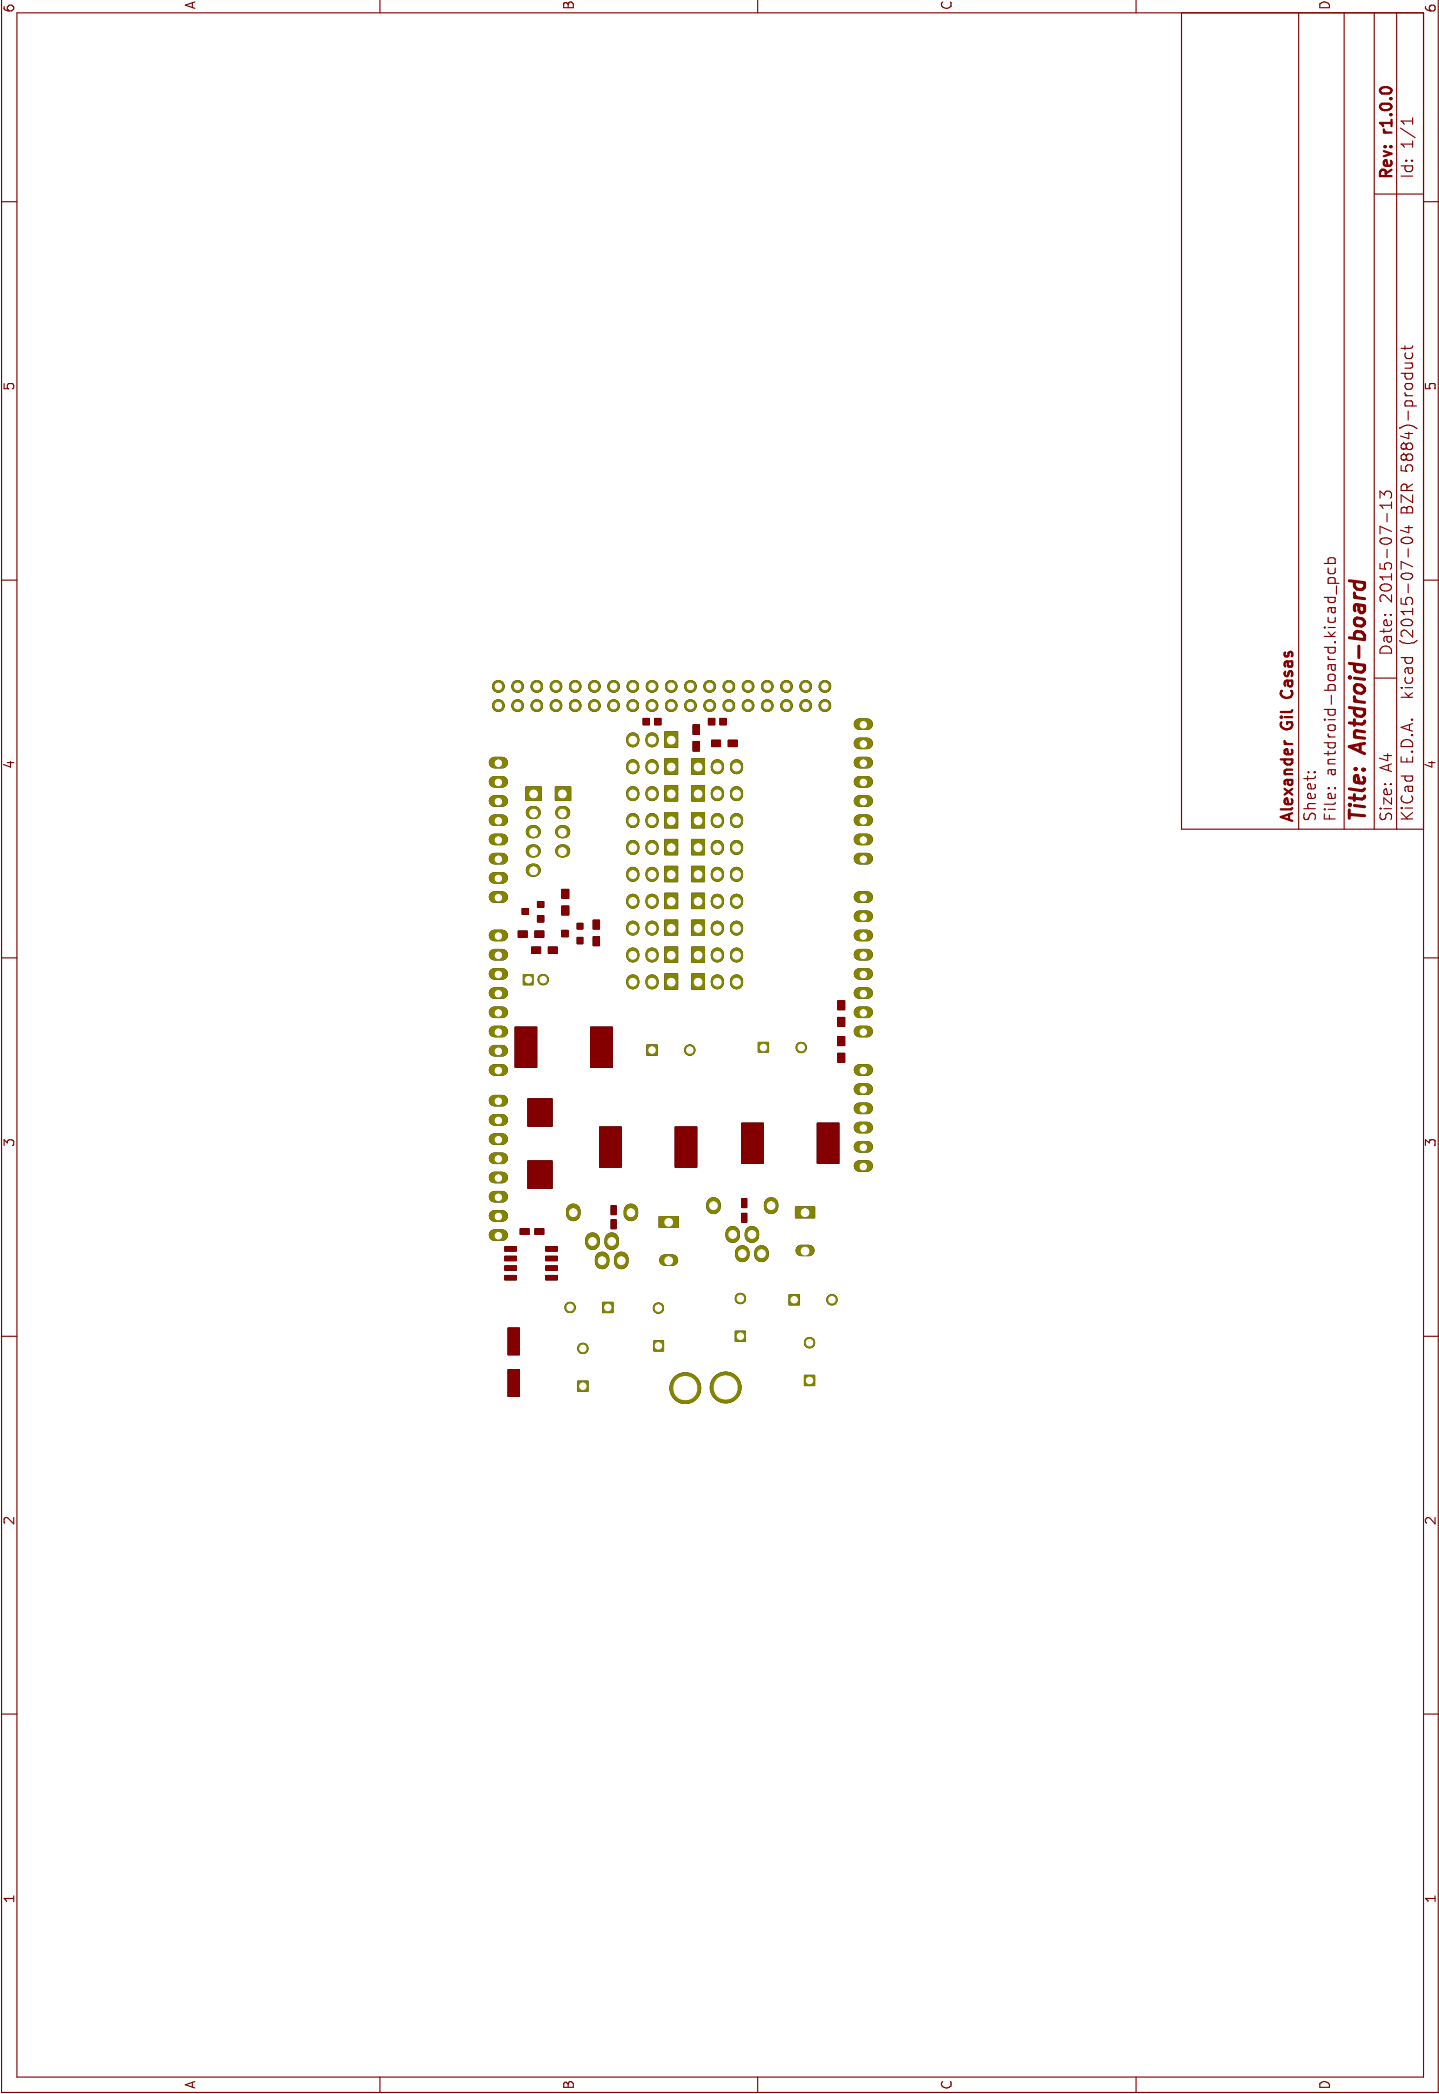 Alexander Gil Casas
Sheet:
File: antdroid-board.kicad_pcb
Title: Antdroid-board
Size: A4
Date: 2015-07-13
Rev: r1.0.0
KiCad E.D.A.
kicad (2015-07-04 BZR 5884)-product
Id: 1/1
1
2
3
4
5
6
1
2
3
4
5
6
A
B
C
D
A
B
C
D